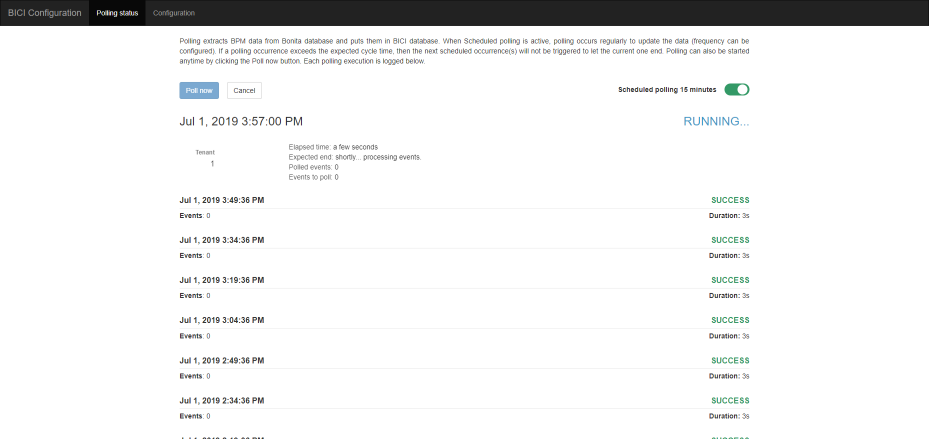 BICI Configuration Polling status Configuration
Polling extracts BPM data from Bonita database and puts them in BICI database. When Scheduled polling is active, polling occurs regularly to update the data (frequency can be
configured). If a polling occurrence exceeds the expected cycle time, then the next scheduled occurrence(s) will not be triggered to let the current one end. Polling can also be started
anytime by clicking the Poll now button. Each polling execution is logged below.
Poll now Cancel Scheduled polling 15 minutes
Jul 1, 2019 3:57:00 PM RUNNING...
Tenant
1
Elapsed time: a few seconds
Expected end: shortly... processing events.
Polled events: 0
Events to poll: 0
Jul 1, 2019 3:49:36 PM SUCCESS
Events: 0 Duration: 3s
Jul 1, 2019 3:34:36 PM SUCCESS
Events: 0 Duration: 3s
Jul 1, 2019 3:19:36 PM SUCCESS
Events: 0 Duration: 3s
Jul 1, 2019 3:04:36 PM SUCCESS
Events: 0 Duration: 3s
Jul 1, 2019 2:49:36 PM SUCCESS
Events: 0 Duration: 3s
Jul 1, 2019 2:34:36 PM SUCCESS
Events: 0 Duration: 3s